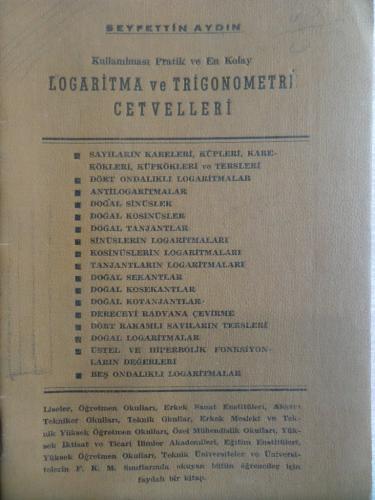 SEYFETTİN AYDIN
Kullanılması Pratik ve En Kolay
LOGARİTMA ve TRİGONOMETRİ
CETVELLERİ
SAYILARIN KARELERİ, KÜPLERİ, KARE-
KÖKLERİ, KÜPKÖKLERİ ve TERSLERİ
DÖRT ONDALIKLI LOGARİTMALAR
ANTİLOGARİTMALAR
DOĞAL SİNÜSLER
DOĞAL KOSİNÜSLER
DOĞAL TANJANTLAR
SİNÜSLERİN LOGARİTMALARI
KOSİNÜSLERİN LOGARİTMALARI
TANJANTLARIN LOGARİTMALARI
DOĞAL SEKANTLAR
DOĞAL KOSEKANTLAR
DOĞAL KOTANJANTLAR
DERECEYİ RADYANA ÇEVİRME
DÖRT RAKAMLI SAYILARIN TERSLERİ
DOĞAL LOGARİTMALAR
ÜSTEL VE HİPERBOLİK FONKSİYON-
LARIN DEĞERLERİ
BEŞ ONDALIKLI LOGARİTMALAR
Liseler, Öğretmen Okulları, Erkek Sanat Enstitüleri, Akşam
Tekniker Okulları, Teknik Okullar, Erkek Meslekî ve Tek-
nik Yüksek Öğretmen Okulları, Özel Mühendislik Okulları, Yük-
sek İktisat ve Ticari İlimler Akademileri, Eğitim Enstitüleri,
Yüksek Öğretmen Okulları, Teknik Üniversiteler ve Üniversi-
telerin F. K. M. Sınıflarında okuyan bütün öğrenciler için
faydalı bir kitap.